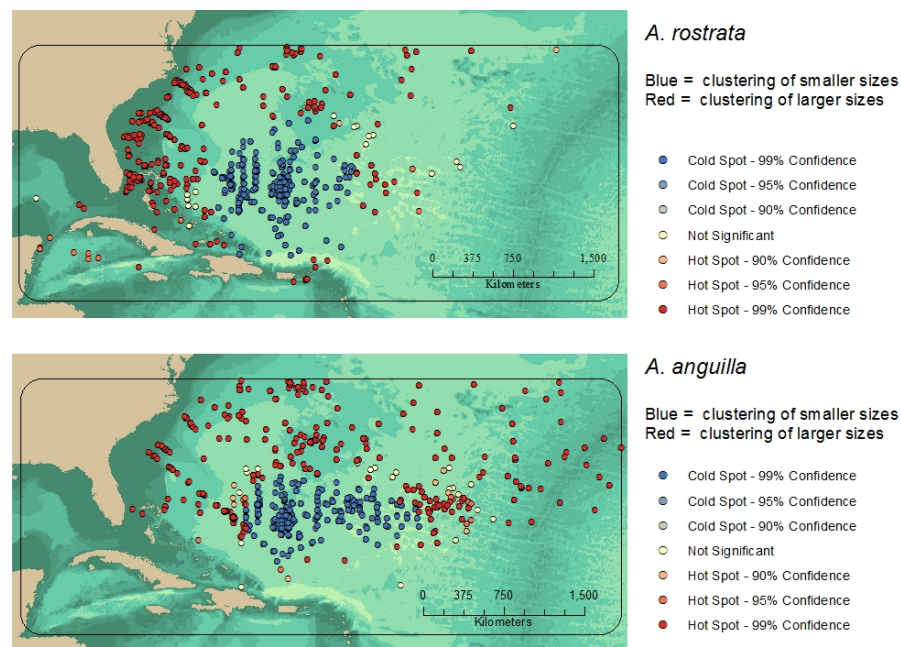 A. rostrata
Blue = clustering of smaller sizes
Red = clustering of larger sizes
Cold Spot - 99% Confidence
Cold Spot - 95% Confidence
Cold Spot - 90% Confidence
Not Significant
Hot Spot - 90% Confidence
Hot Spot - 95% Confidence
Hot Spot - 99% Confidence
0 375 750 1,500
Kilometers
A. anguilla
Blue = clustering of smaller sizes
Red = clustering of larger sizes
Cold Spot - 99% Confidence
Cold Spot - 95% Confidence
Cold Spot - 90% Confidence
Not Significant
Hot Spot - 90% Confidence
Hot Spot - 95% Confidence
Hot Spot - 99% Confidence
0 375 750 1,500
Kilometers